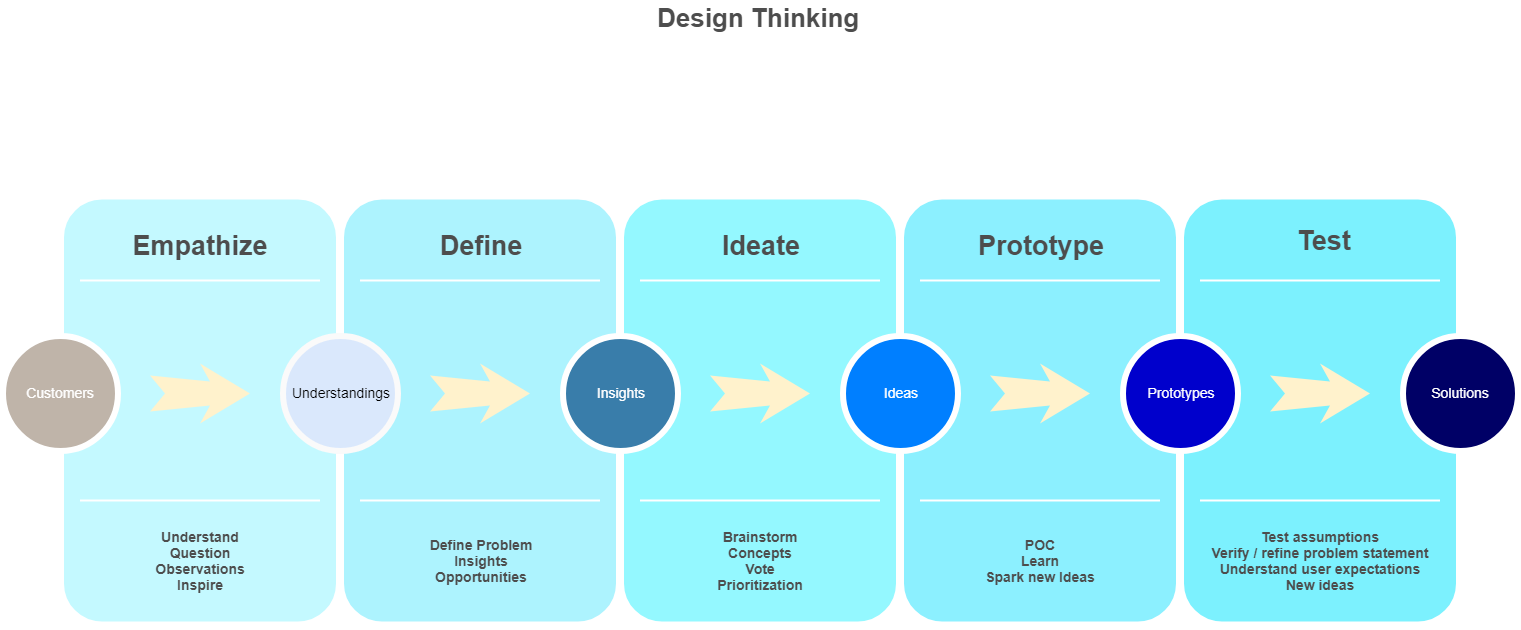 Design Thinking
Empathize
Define
Ideate
Prototype
Test
Customers
Understandings
Insights
Ideas
Prototypes
Solutions
Understand
Question
Observations
Inspire
Define Problem
Insights
Opportunities
Brainstorm
Concepts
Vote
Prioritization
POC
Learn
Spark new Ideas
Test assumptions
Verify / refine problem statement
Understand user expectations
New ideas